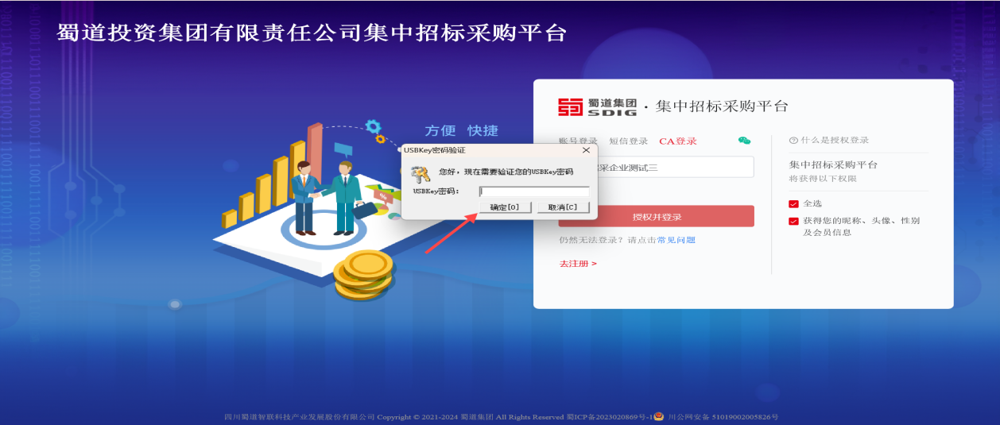 蜀道投资集团有限责任公司集中招标采购平台
方便 快捷
蜀道集团
SDIG
· 集中招标采购平台
账号登录 短信登录 CA登录
采企业测试三
授权并登录
仍然无法登录？请点击常见问题
去注册 >
什么是授权登录
集中招标采购平台
将获得以下权限
全选
获得您的昵称、头像、性别
及会员信息
USBKey密码验证
您好，现在需要验证您的USBKey密码
USBKey密码：
确定[O] 取消[C]
%
四川蜀道智联科技产业发展股份有限公司 Copyright © 2021-2024 蜀道集团 All Rights Reserved 蜀ICP备2023020869号-1 川公网安备 51019002005826号